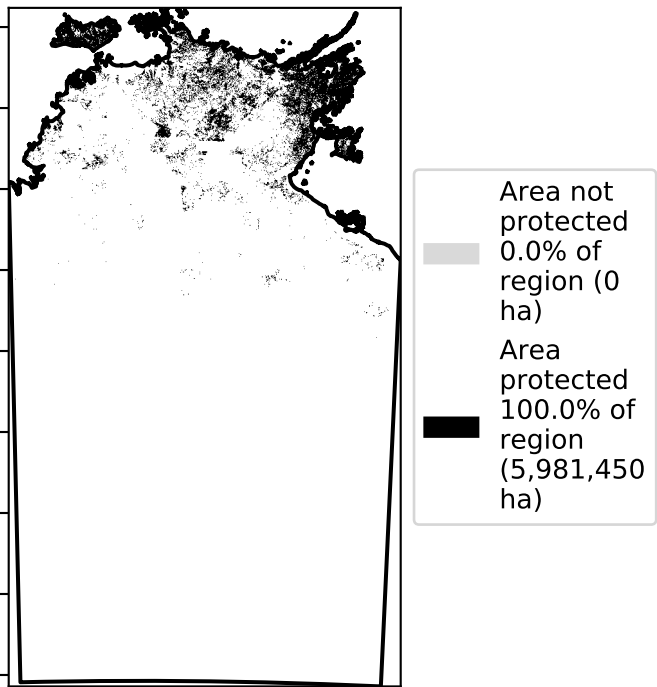 Area not
protected
0.0% of
region (0
ha)
Area
protected
100.0% of
region
(5,981,450
ha)